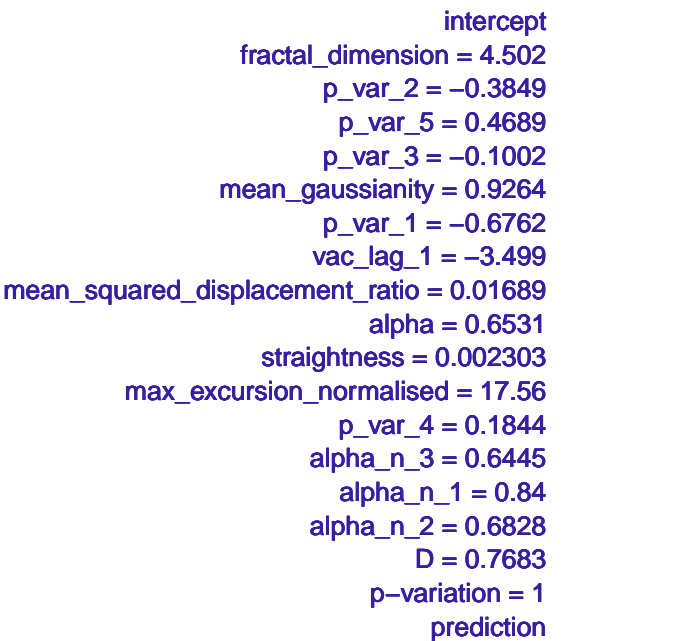 intercept
fractal_dimension = 4.502
p_var_2 = −0.3849
p_var_5 = 0.4689
p_var_3 = −0.1002
mean_gaussianity = 0.9264
p_var_1 = −0.6762
vac_lag_1 = −3.499
mean_squared_displacement_ratio = 0.01689
alpha = 0.6531
straightness = 0.002303
max_excursion_normalised = 17.56
p_var_4 = 0.1844
alpha_n_3 = 0.6445
alpha_n_1 = 0.84
alpha_n_2 = 0.6828
D = 0.7683
p−variation = 1
prediction